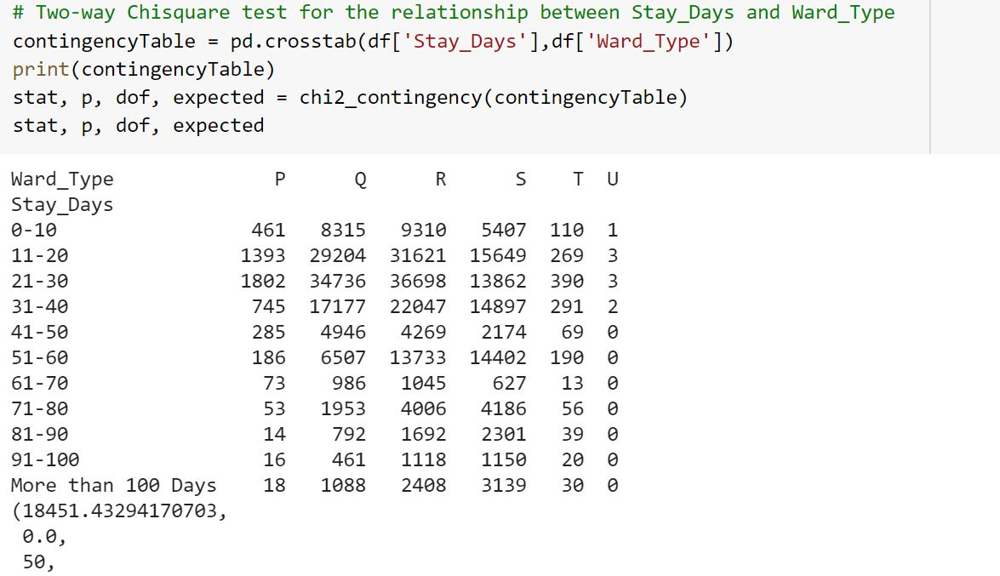 # Two-way Chisquare test for the relationship between Stay_Days and Ward_Type
contingencyTable = pd.crosstab(df['Stay_Days'],df['Ward_Type'])
print(contingencyTable)
stat, p, dof, expected = chi2_contingency(contingencyTable)
stat, p, dof, expected
Ward_Type P Q R S T U
Stay_Days
0-10 461 8315 9310 5407 110 1
11-20 1393 29204 31621 15649 269 3
21-30 1802 34736 36698 13862 390 3
31-40 745 17177 22047 14897 291 2
41-50 285 4946 4269 2174 69 0
51-60 186 6507 13733 14402 190 0
61-70 73 986 1045 627 13 0
71-80 53 1953 4006 4186 56 0
81-90 14 792 1692 2301 39 0
91-100 16 461 1118 1150 20 0
More than 100 Days 18 1088 2408 3139 30 0
(18451.43294170703,
0.0,
50,